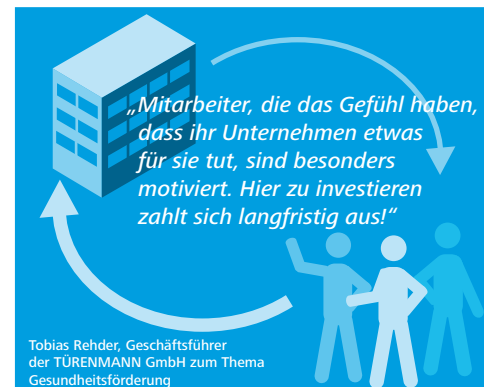 „Mitarbeiter, die das Gefühl haben,
dass ihr Unternehmen etwas
für sie tut, sind besonders
motiviert. Hier zu investieren
zahlt sich langfristig aus!“
Tobias Rehder, Geschäftsführer
der TÜRENMANN GmbH zum Thema
Gesundheitsförderung